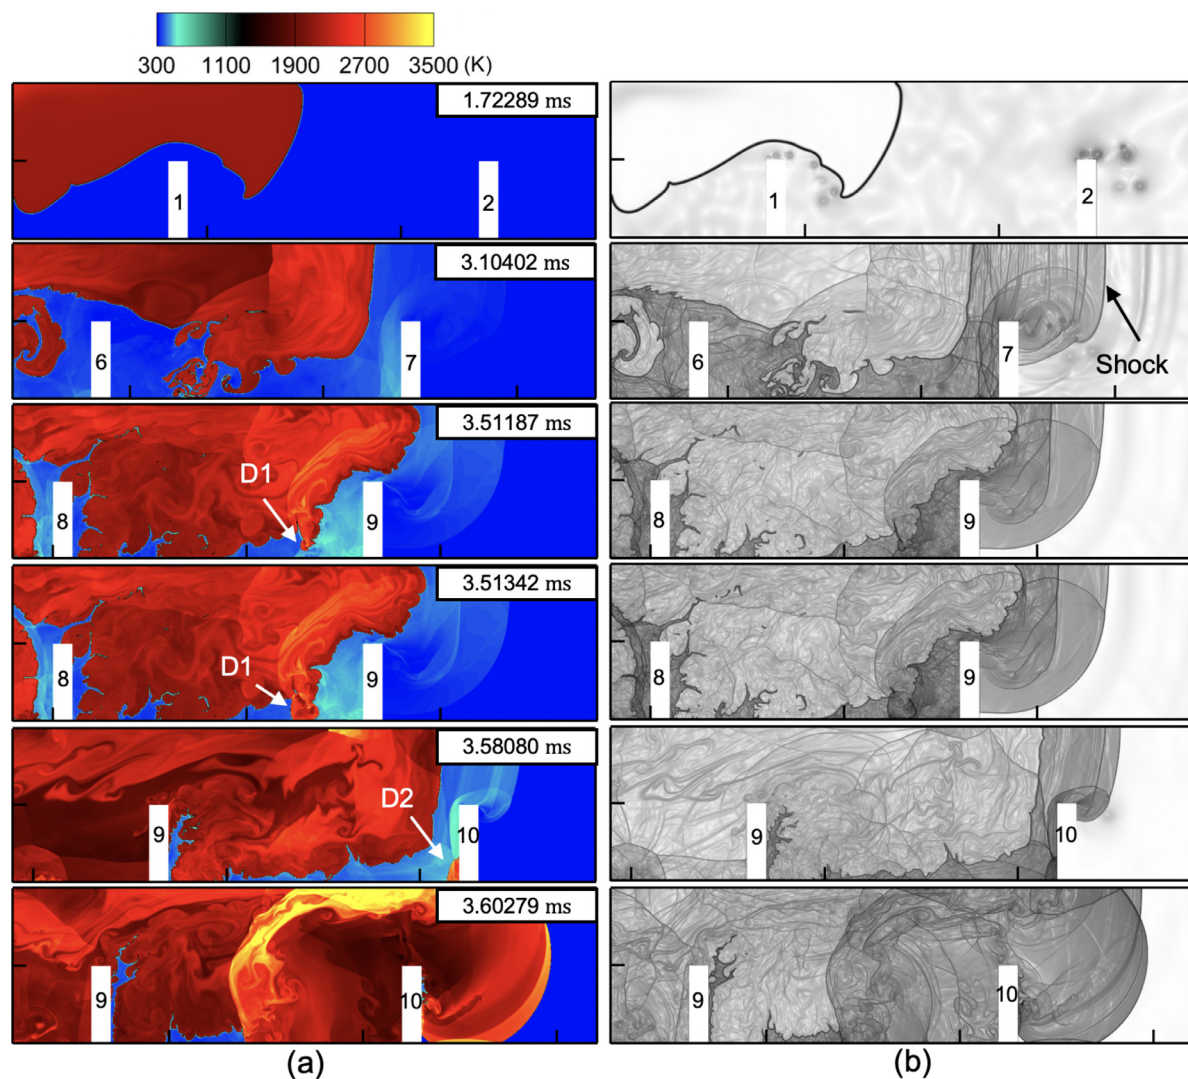 300 1100 1900 2700 3500 (K)
1.72289 ms
1 2
1 2
3.10402 ms
6 7
6 7
Shock
3.51187 ms
D1
8 9
8 9
3.51342 ms
D1
8 9
8 9
3.58080 ms
D2
9 10
9 10
3.60279 ms
9 10
9 10
(a) (b)